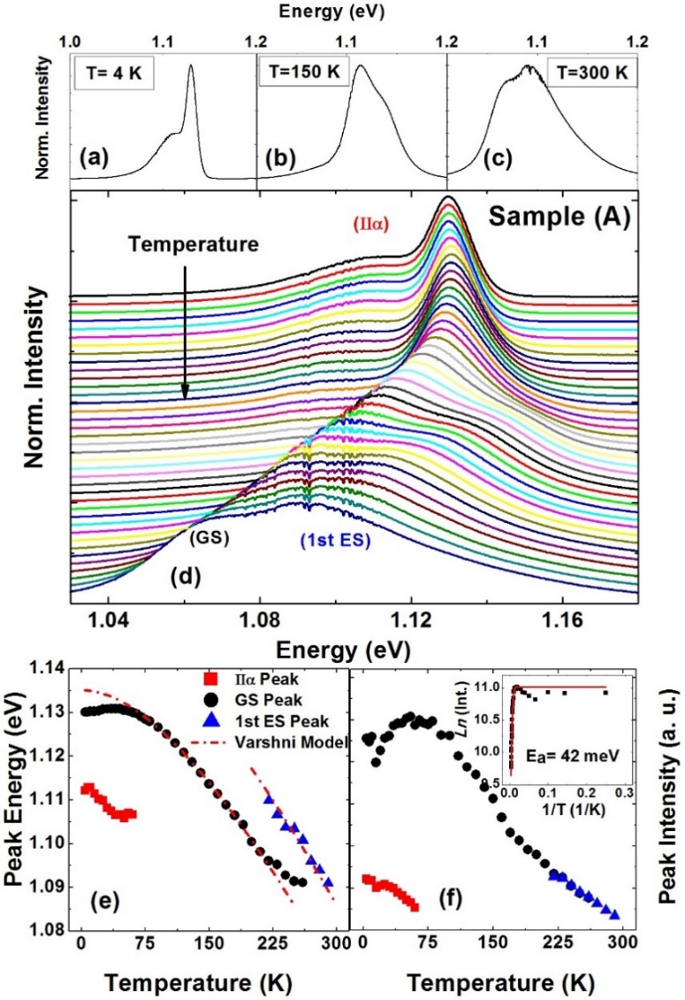 Energy (eV)
1.0 1.1 1.2 1.1 1.2 1.1 1.2
Norm. Intensity
T= 4 K
T=150 K
T=300 K
(a)
(b)
(c)
Sample (A)
(IIα)
Temperature
Norm. Intensity
(GS)
(1st ES)
(d)
1.04 1.08 1.12 1.16
Energy (eV)
Peak Energy (eV)
1.14
1.13
1.12
1.11
1.10
1.09
1.08
IIα Peak
GS Peak
1st ES Peak
Varshni Model
(e)
0 75 150 225 300
Temperature (K)
Ln (Int.)
11.0
10.5
10.0
9.5
Ea= 42 meV
0.0 0.1 0.2 0.3
1/T (1/K)
(f)
0 75 150 225 300
Temperature (K)
Peak Intensity (a. u.)